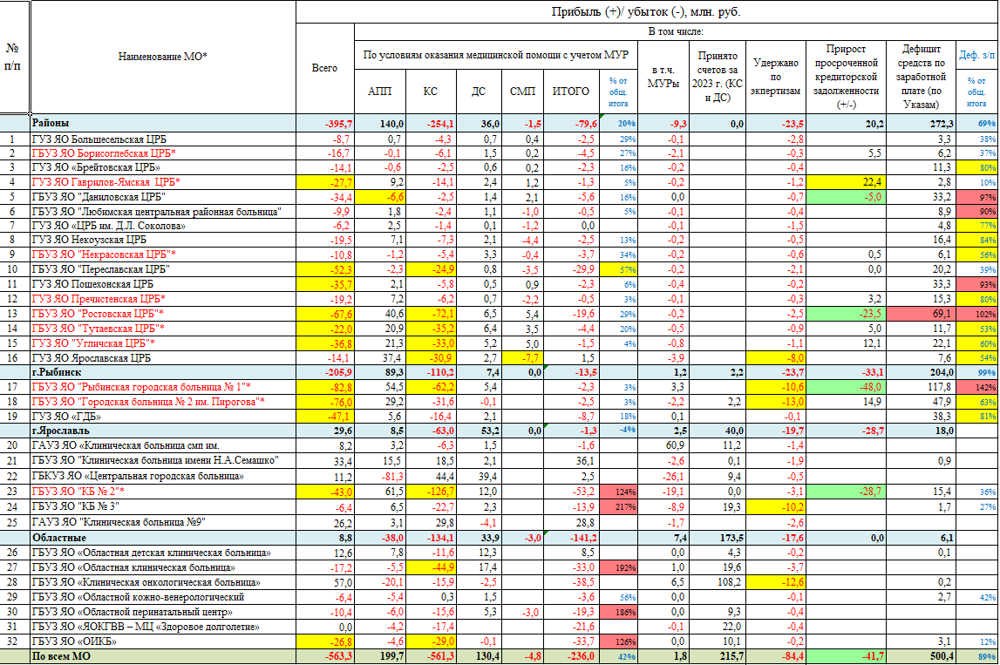 Прибыль (+)/ убыток (-), млн. руб.
№ п/п
Наименование МО*
Всего
В том числе:
По условиям оказания медицинской помощи с учетом МУР
АПП КС ДС СМП ИТОГО % от общ. итога
в т.ч. МУРы
Принято счетов за 2023 г. (КС и ДС)
Удержано по экпертизам
Прирост просроченной кредиторской задолженности (+/-)
Дефицит средств по заработной плате (по Указам)
Деф. з/п
% от общ. итога
Районы -395,7 140,0 -254,1 36,0 -1,5 -79,6 20% -9,3 0,0 -23,5 20,2 272,3 69%
1 ГУЗ ЯО Большесельская ЦРБ -8,7 0,7 -4,3 0,7 0,4 -2,5 29% -0,1 -2,8 3,3 38%
2 ГБУЗ ЯО Борисоглебская ЦРБ* -16,7 -0,1 -6,1 1,5 0,2 -4,5 27% -2,1 -0,3 5,5 6,2 37%
3 ГУЗ ЯО «Брейтовская ЦРБ» -14,1 -0,6 -2,5 0,6 0,2 -2,3 16% -0,2 -0,4 11,3 80%
4 ГУЗ ЯО Гаврилов-Ямская ЦРБ* -27,7 9,2 -14,1 2,4 1,2 -1,3 5% -0,2 -1,2 22,4 2,8 10%
5 ГБУЗ ЯО "Даниловская ЦРБ" -34,4 -6,6 -2,5 1,4 2,1 -5,6 16% 0,0 -0,7 -5,0 33,2 97%
6 ГБУЗ ЯО "Любимская центральная районная больница" -9,9 1,8 -2,4 1,1 -1,0 -0,5 5% -0,1 -0,4 8,9 90%
7 ГУЗ ЯО «ЦРБ им. Д.Л. Соколова» -6,2 2,5 -1,4 0,1 -1,2 0,0 -0,1 -1,5 4,8 77%
8 ГУЗ ЯО Некоузская ЦРБ -19,5 7,1 -7,3 2,1 -4,4 -2,5 13% -0,2 -0,5 16,4 84%
9 ГБУЗ ЯО "Некрасовская ЦРБ"* -10,8 -1,2 -5,4 3,3 -0,4 -3,7 34% -0,2 -0,6 0,5 6,1 56%
10 ГБУЗ ЯО "Переславская ЦРБ" -52,3 -2,3 -24,9 0,8 -3,5 -29,9 57% -0,2 -2,1 0,0 20,2 39%
11 ГУЗ ЯО Пошехонская ЦРБ -35,7 2,1 -5,8 0,5 0,9 -2,3 6% -0,4 -0,2 33,3 93%
12 ГУЗ ЯО Пречистенская ЦРБ* -19,2 7,2 -6,2 0,7 -2,2 -0,5 3% -0,1 -0,3 3,2 15,3 80%
13 ГБУЗ ЯО "Ростовская ЦРБ"* -67,6 40,6 -72,1 6,5 5,4 -19,6 29% -0,2 -2,5 -23,5 69,1 102%
14 ГБУЗ ЯО "Тутаевская ЦРБ"* -22,0 20,9 -35,2 6,4 3,5 -4,4 20% -0,5 -0,9 5,0 11,7 53%
15 ГБУЗ ЯО "Угличская ЦРБ"* -36,8 21,3 -33,0 5,2 5,0 -1,5 4% -0,8 -1,1 12,1 22,1 60%
16 ГУЗ ЯО Ярославская ЦРБ -14,1 37,4 -30,9 2,7 -7,7 1,5 -3,9 -8,0 7,6 54%
г.Рыбинск -205,9 89,3 -110,2 7,4 0,0 -13,5 1,2 2,2 -23,7 -33,1 204,0 99%
17 ГБУЗ ЯО "Рыбинская городская больница № 1"* -82,8 54,5 -62,2 5,4 -2,3 3% 3,3 -10,6 -48,0 117,8 142%
18 ГБУЗ ЯО "Городская больница № 2 им. Пирогова"* -76,0 29,2 -31,6 -0,1 -2,5 3% -2,2 2,2 -13,0 14,9 47,9 63%
19 ГУЗ ЯО «ГДБ» -47,1 5,6 -16,4 2,1 -8,7 18% 0,1 -0,1 38,3 81%
г.Ярославль 29,6 8,5 -63,0 53,2 0,0 -1,3 -4% 2,5 40,0 -19,7 -28,7 18,0
20 ГАУЗ ЯО «Клиническая больница смп им. 8,2 3,2 -6,3 1,5 -1,6 60,9 11,2 -1,4
21 ГБУЗ ЯО "Клиническая больница имени Н.А.Семашко" 33,4 15,5 18,5 2,1 36,1 -2,6 0,1 -1,9 0,9
22 ГБКУЗ ЯО «Центральная городская больница» 11,2 -81,3 44,4 39,4 2,5 -26,1 9,4 -0,5
23 ГБУЗ ЯО "КБ № 2"* -43,0 61,5 -126,7 12,0 -53,2 124% -19,1 0,0 -3,1 -28,7 15,4 36%
24 ГБУЗ ЯО "КБ № 3" -6,4 6,5 -22,7 2,3 -13,9 217% -8,9 19,3 -10,2 1,7 27%
25 ГАУЗ ЯО "Клиническая больница №9" 26,2 3,1 29,8 -4,1 28,8 -1,7 -2,6
Областные 8,8 -38,0 -134,1 33,9 -3,0 -141,2 7,4 173,5 -17,6 0,0 6,1
26 ГБУЗ ЯО «Областная детская клиническая больница» 12,6 7,8 -11,6 12,3 8,5 0,0 4,3 -0,2 0,1
27 ГБУЗ ЯО «Областная клиническая больница» -17,2 -5,5 -44,9 17,4 -33,0 192% 1,0 19,6 -3,7
28 ГБУЗ ЯО «Клиническая онкологическая больница» 57,0 -20,1 -15,9 -2,5 -38,5 6,5 108,2 -12,6 0,2
29 ГБУЗ ЯО «Областной кожно-венерологический -6,4 -5,4 0,3 1,5 -3,6 56% 0,0 -0,1 2,7 42%
30 ГБУЗ ЯО «Областной перинатальный центр» -10,4 -6,0 -15,6 5,3 -3,0 -19,3 186% 0,0 9,3 -0,4
31 ГБУЗ ЯО «ЯОКГВВ – МЦ «Здоровое долголетие» 0,0 -4,2 -17,4 -21,6 -0,1 22,0 -0,4
32 ГБУЗ ЯО «ОИКБ» -26,8 -4,6 -29,0 -0,1 -33,7 126% 0,0 10,1 -0,2 3,1 12%
По всем МО -563,3 199,7 -561,3 130,4 -4,8 -236,0 42% 1,8 215,7 -84,4 -41,7 500,4 89%